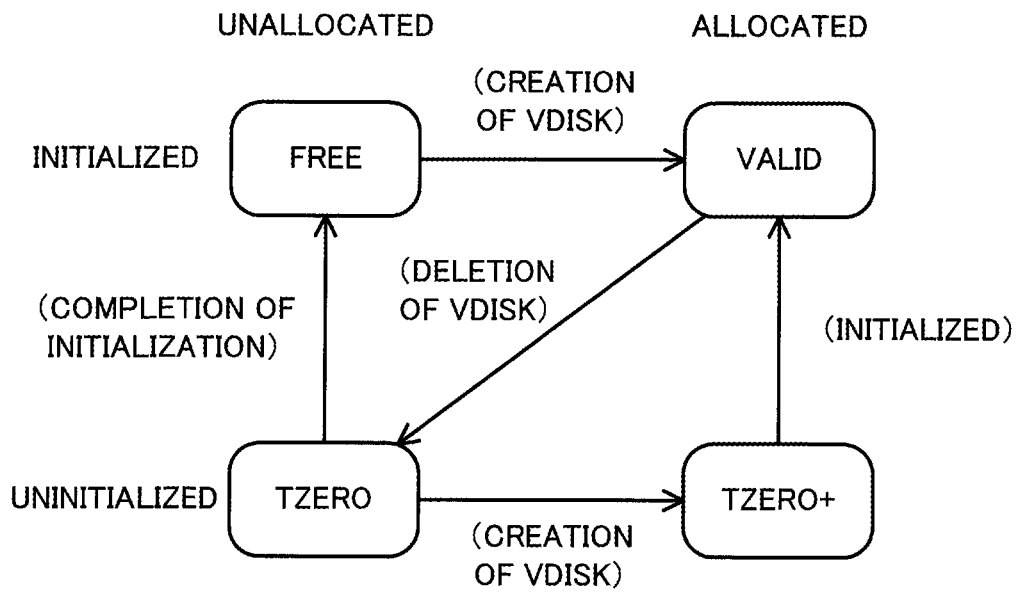 UNALLOCATED
ALLOCATED
(CREATION
OF VDISK)
INITIALIZED
FREE
VALID
(DELETION
OF VDISK)
(COMPLETION OF
INITIALIZATION)
(INITIALIZED)
UNINITIALIZED
TZERO
TZERO+
(CREATION
OF VDISK)